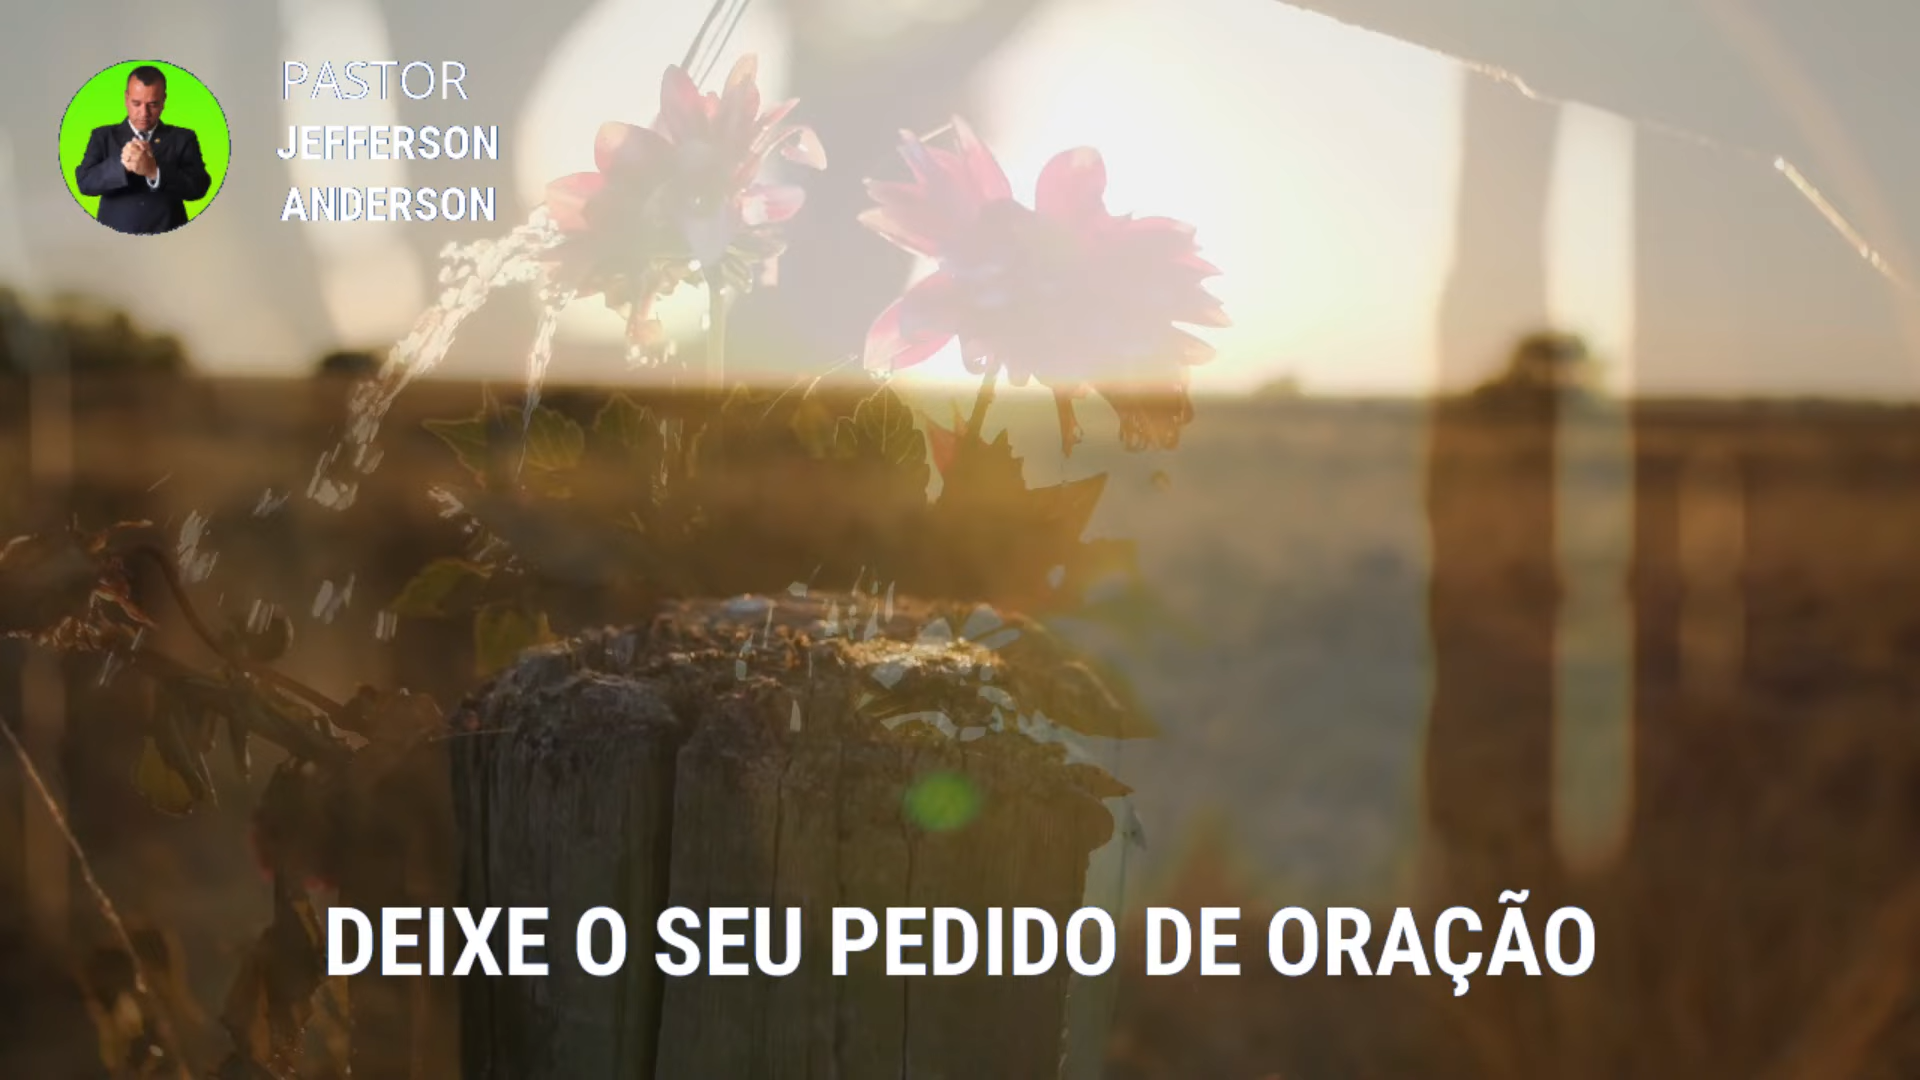 PASTOR
JEFFERSON
ANDERSON
DEIXE O SEU PEDIDO DE ORAÇÃO